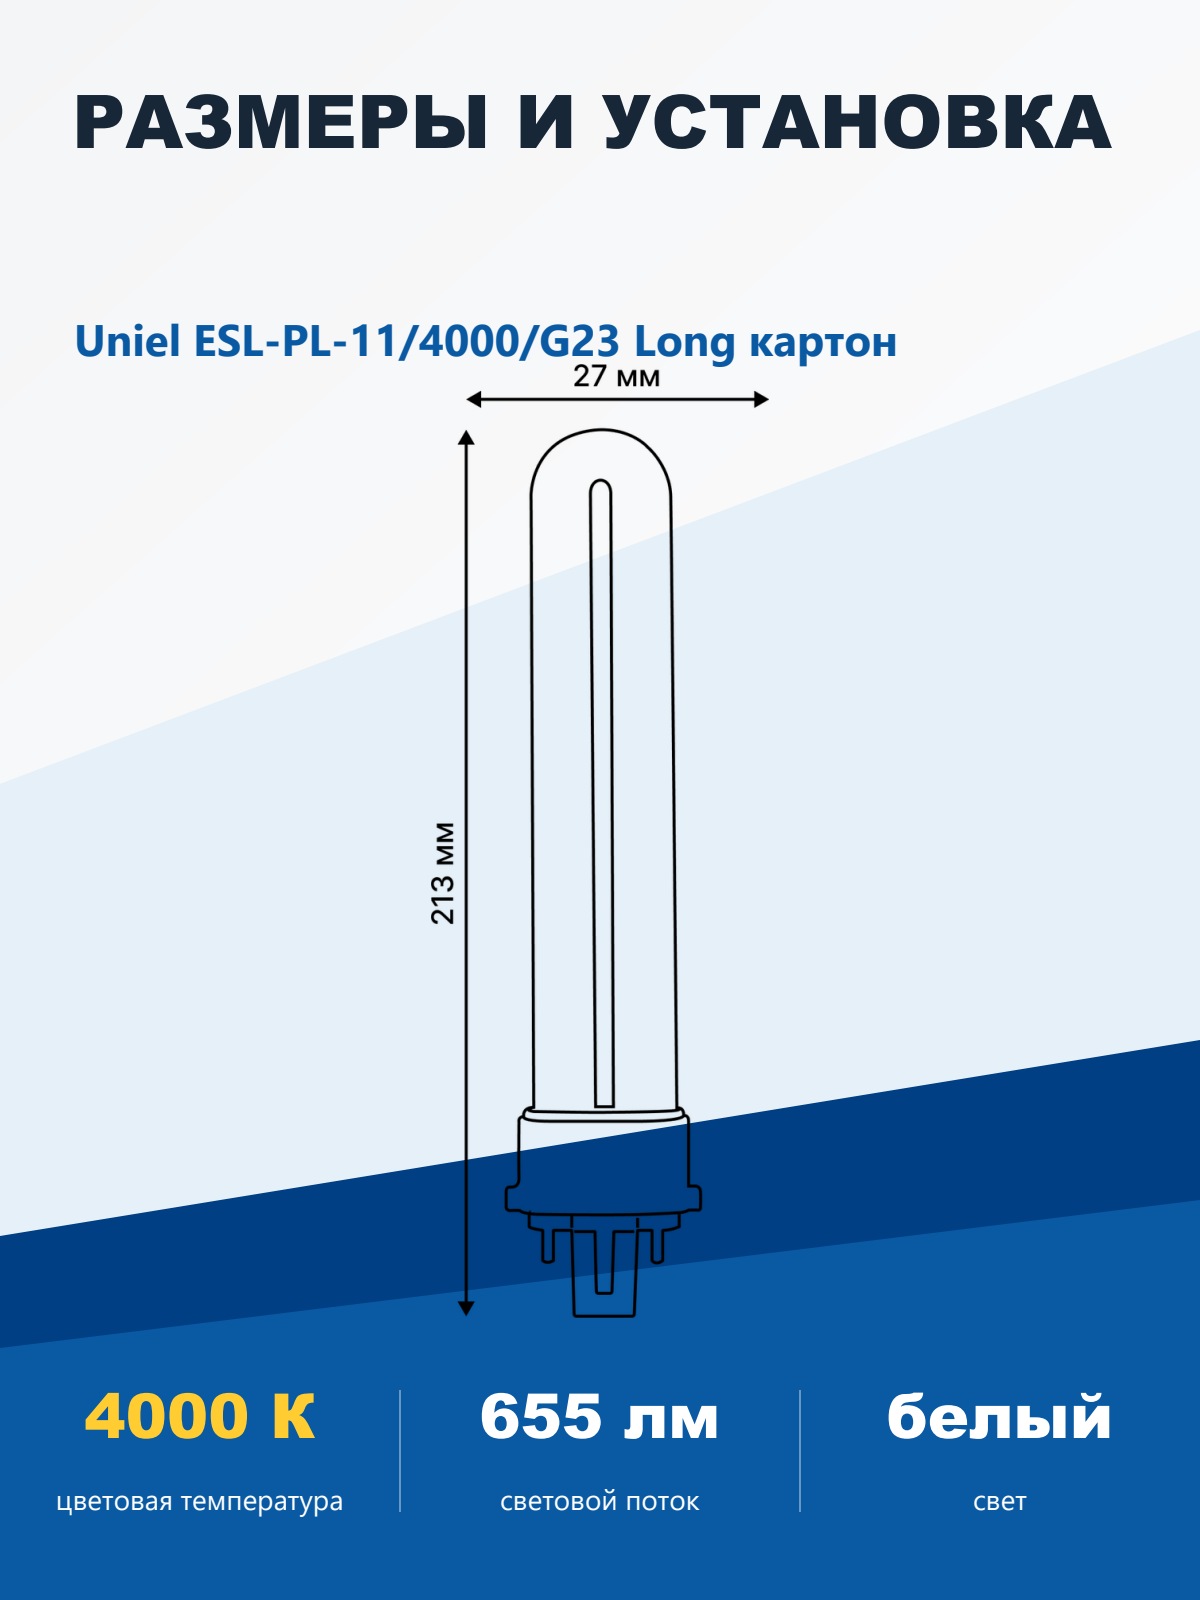 РАЗМЕРЫ И УСТАНОВКА
Uniel ESL-PL-11/4000/G23 Long картон
27 мм
213 мм
4000 К
655 лм
белый
цветовая температура
световой поток
свет